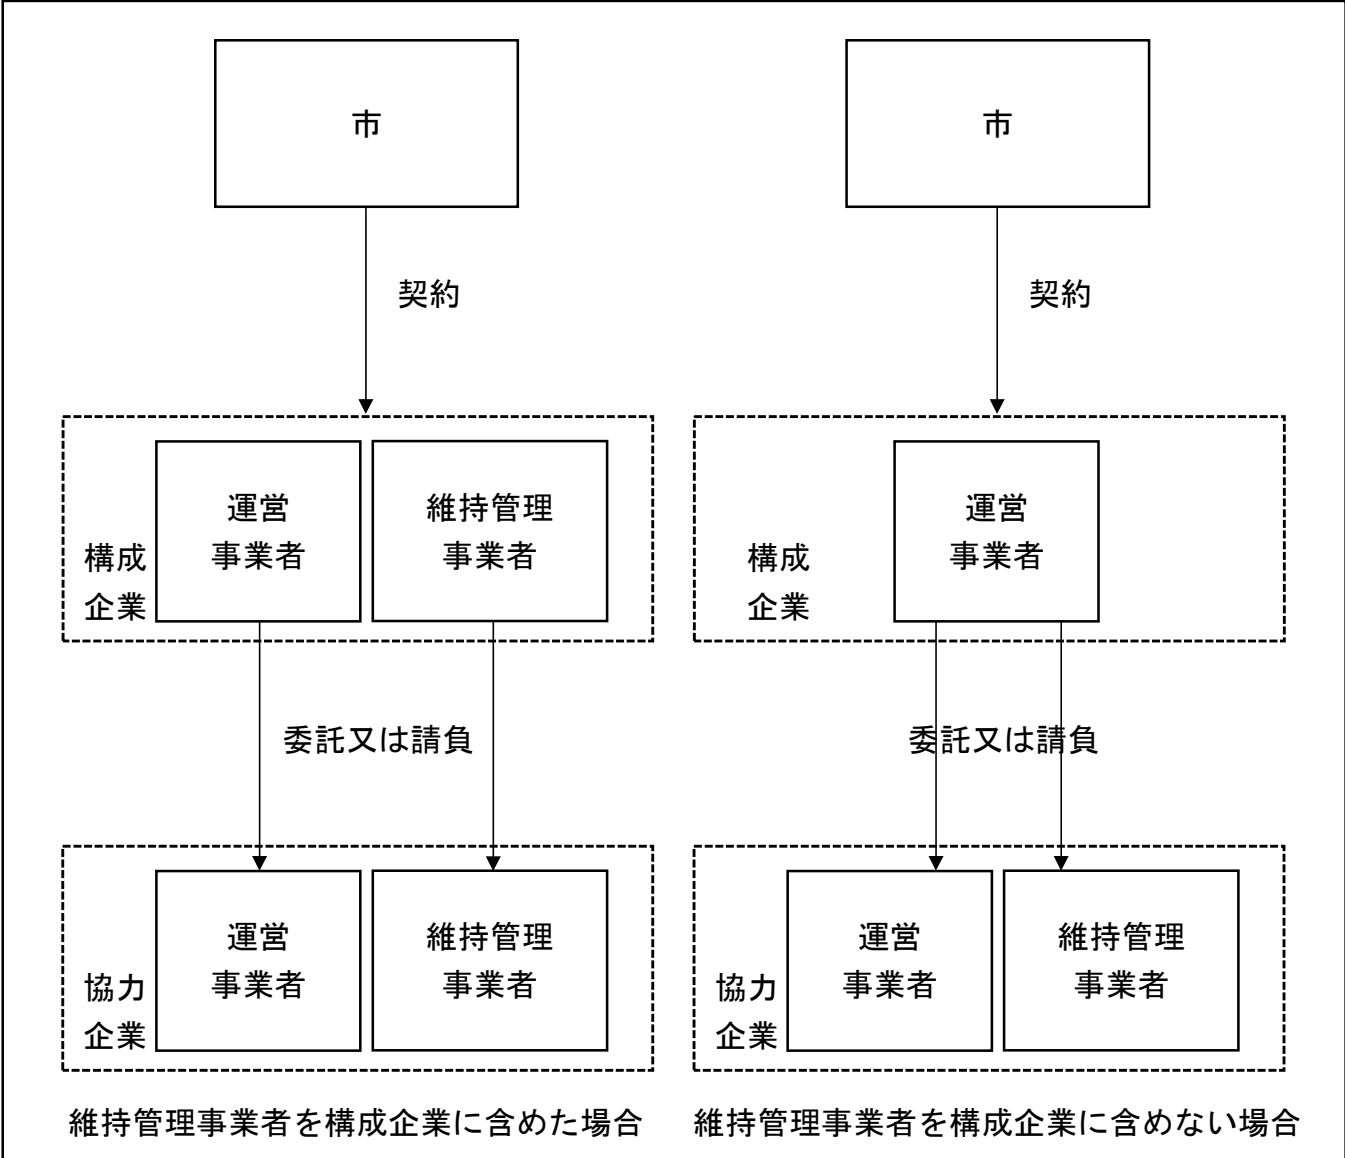 市
契約
構成
企業
運営
事業者
維持管理
事業者
委託又は請負
協力
企業
運営
事業者
維持管理
事業者
維持管理事業者を構成企業に含めた場合
市
契約
構成
企業
運営
事業者
委託又は請負
協力
企業
運営
事業者
維持管理
事業者
維持管理事業者を構成企業に含めない場合